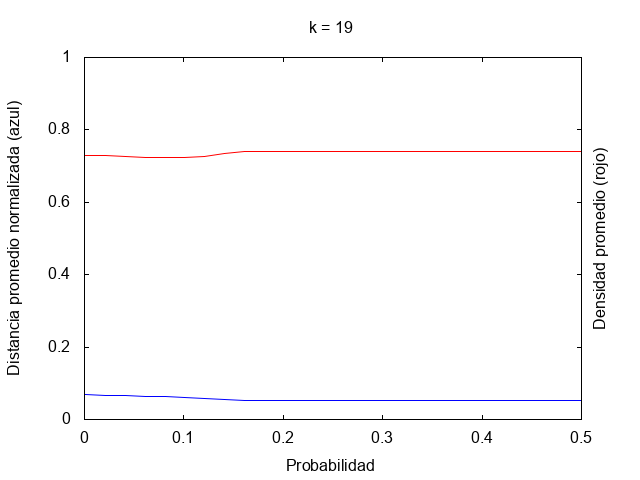 k = 19
Distancia promedio normalizada (azul)
1
0.8
0.6
0.4
0.2
0
0 0.1 0.2 0.3 0.4 0.5
Probabilidad
Densidad promedio (rojo)